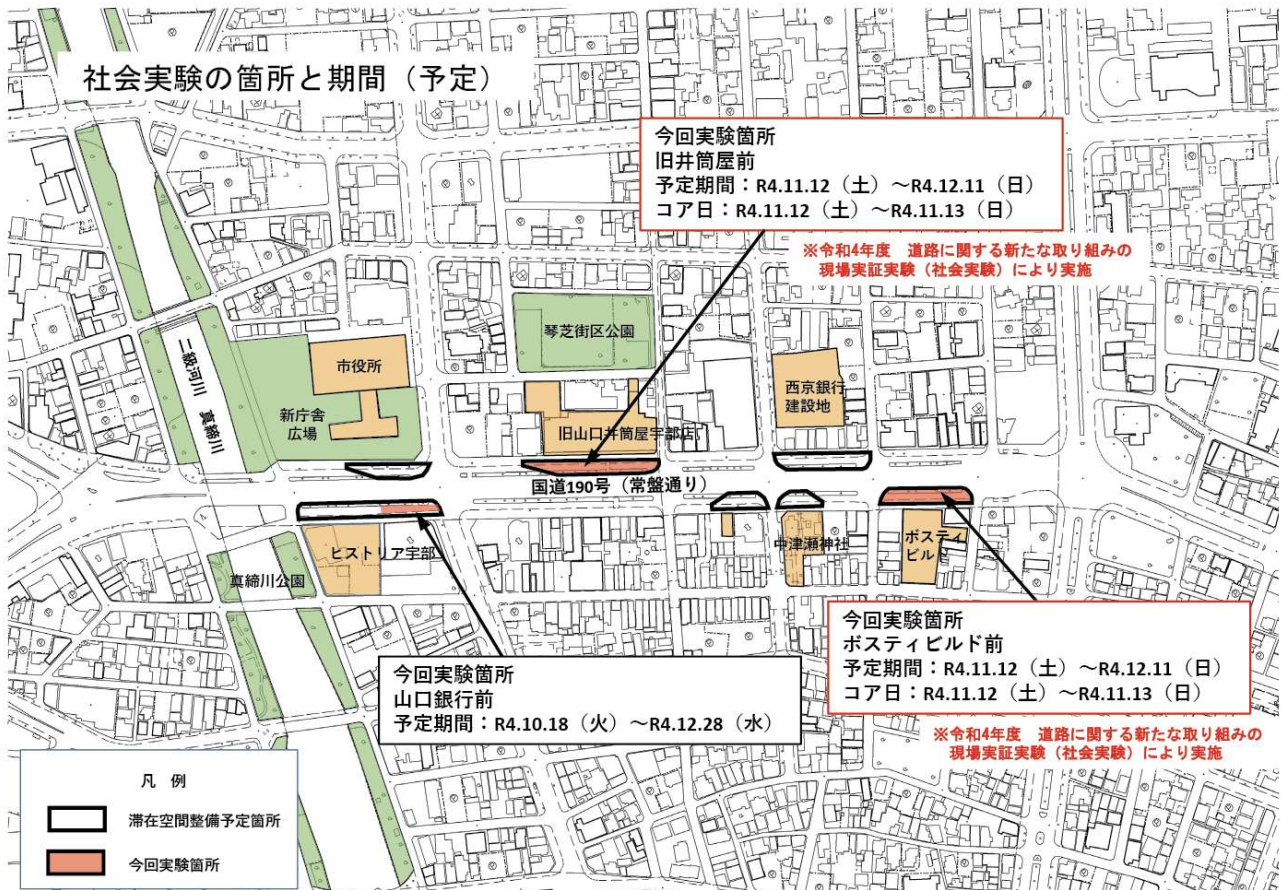 社会実験の箇所と期間（予定）
今回実験箇所
旧井筒屋前
予定期間：R4.11.12（土）～R4.12.11（日）
コア日：R4.11.12（土）～R4.11.13（日）
※令和4年度　道路に関する新たな取り組みの
現場実証実験（社会実験）により実施
琴芝街区公園
市役所
新庁舎
広場
二級河川　真締川
旧山口井筒屋宇部店
西京銀行
建設地
国道190号（常盤通り）
ヒストリア宇部
真締川公園
中津瀬神社
ボスティ
ビルド
今回実験箇所
山口銀行前
予定期間：R4.10.18（火）～R4.12.28（水）
今回実験箇所
ボスティビルド前
予定期間：R4.11.12（土）～R4.12.11（日）
コア日：R4.11.12（土）～R4.11.13（日）
※令和4年度　道路に関する新たな取り組みの
現場実証実験（社会実験）により実施
凡　例
滞在空間整備予定箇所
今回実験箇所